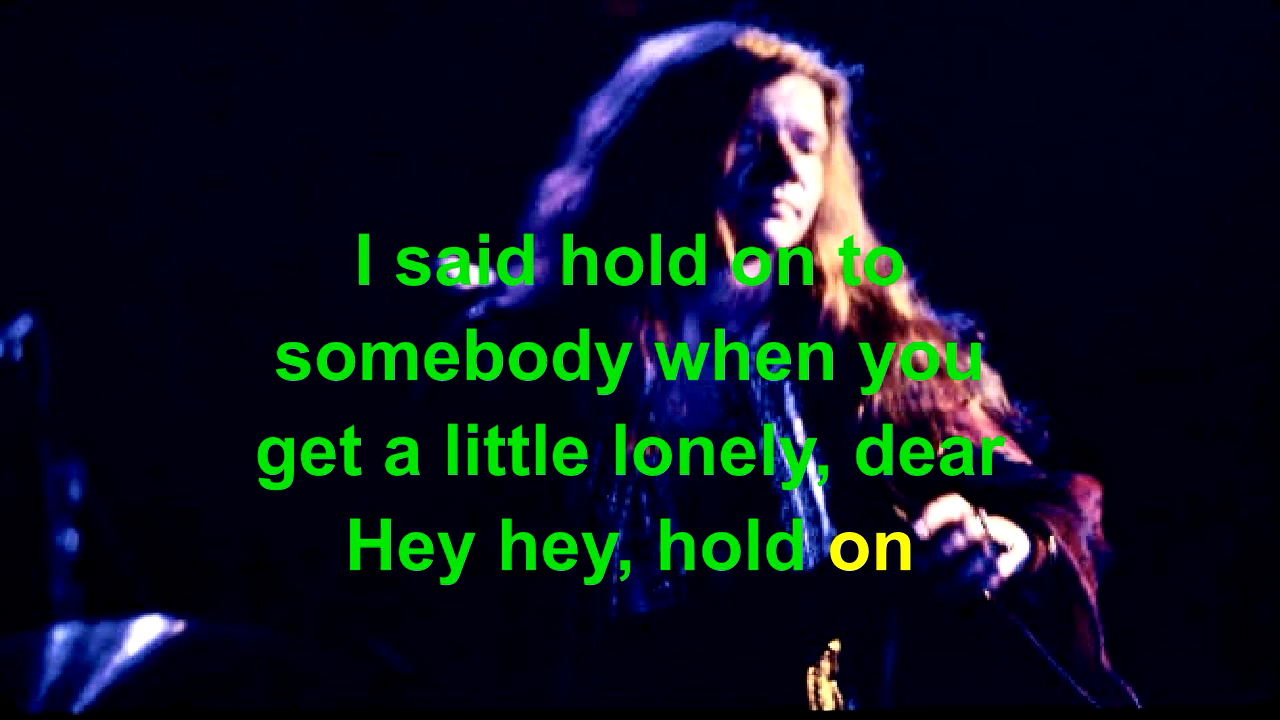 I said hold on to
somebody when you
get a little lonely, dear
Hey hey, hold on